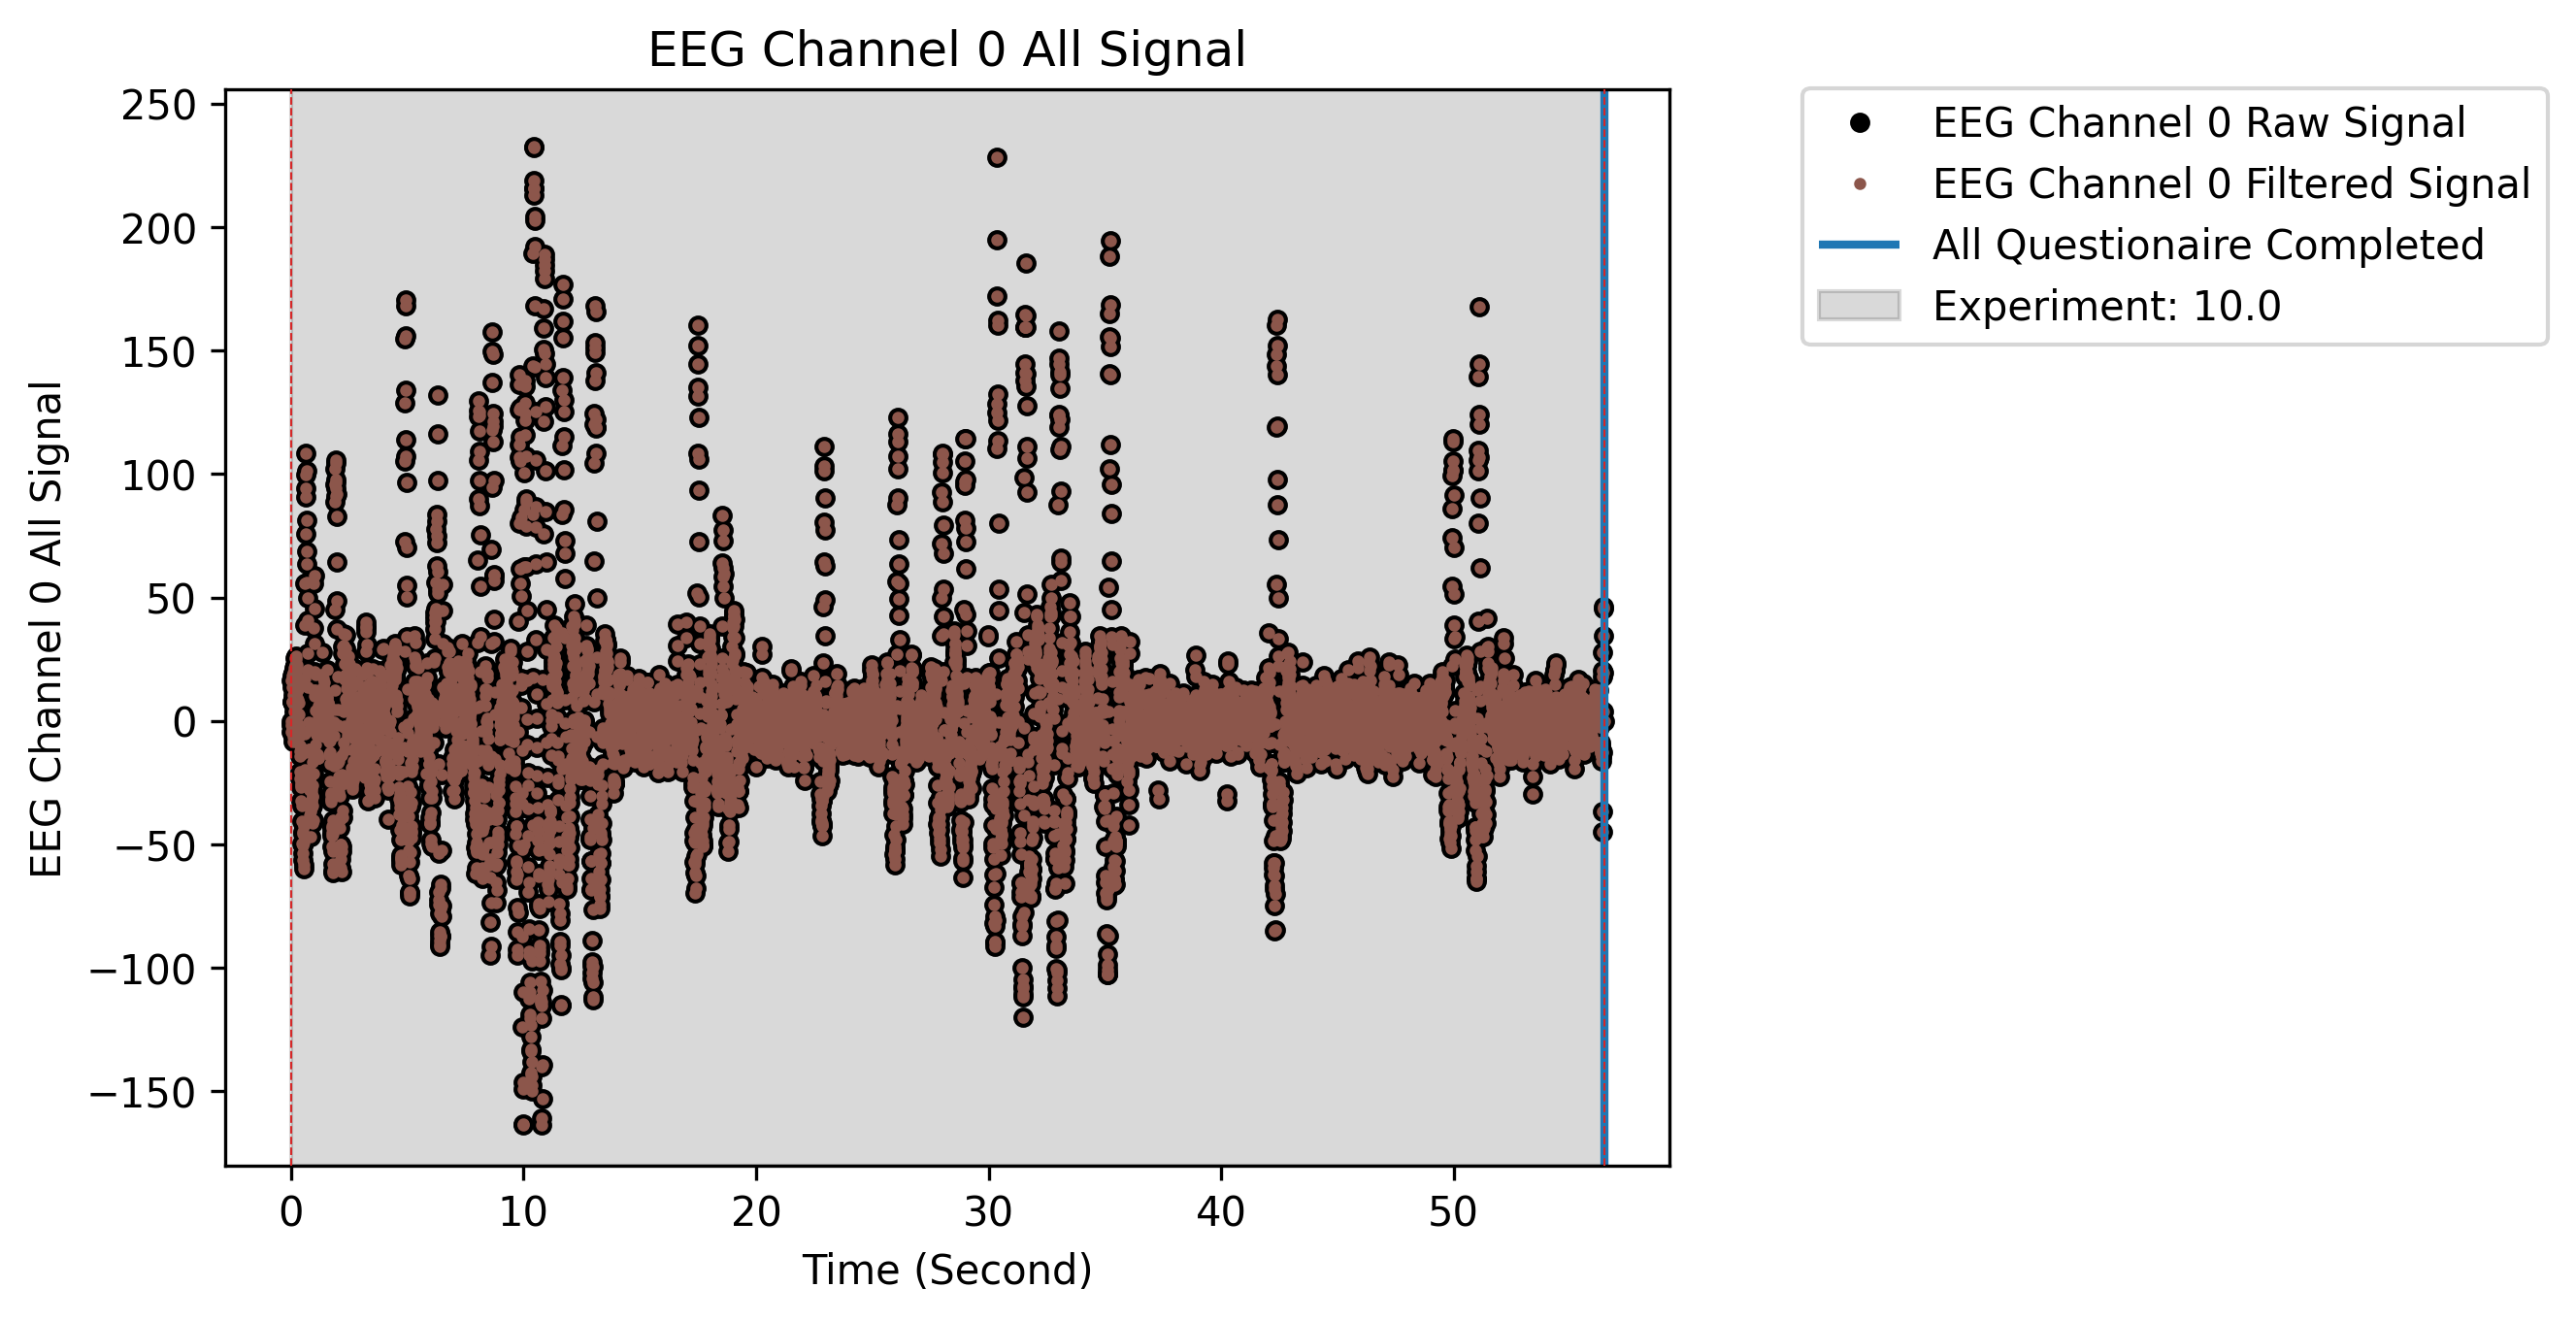 EEG Channel 0 All Signal
250
200
150
100
50
0
−50
−100
−150
EEG Channel 0 All Signal
0 10 20 30 40 50
Time (Second)
EEG Channel 0 Raw Signal
EEG Channel 0 Filtered Signal
All Questionaire Completed
Experiment: 10.0